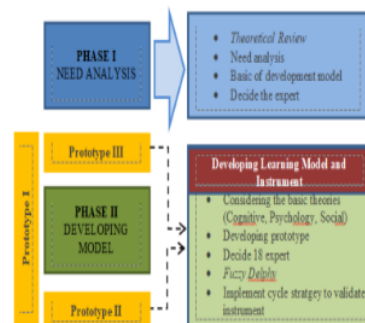 PHASE I
NEED ANALYSIS
• Theoretical Review
• Need analysis
• Basic of development model
• Decide the expert
Prototype I
Prototype III
PHASE II
DEVELOPING
MODEL
Prototype II
Developing Learning Model and
Instrument
• Considering the basic theories
(Cognitive, Psychology, Social)
• Developing prototype
• Decide 18 expert
• Fuzzy Delphy
• Implement cycle stratgey to validate
instrument